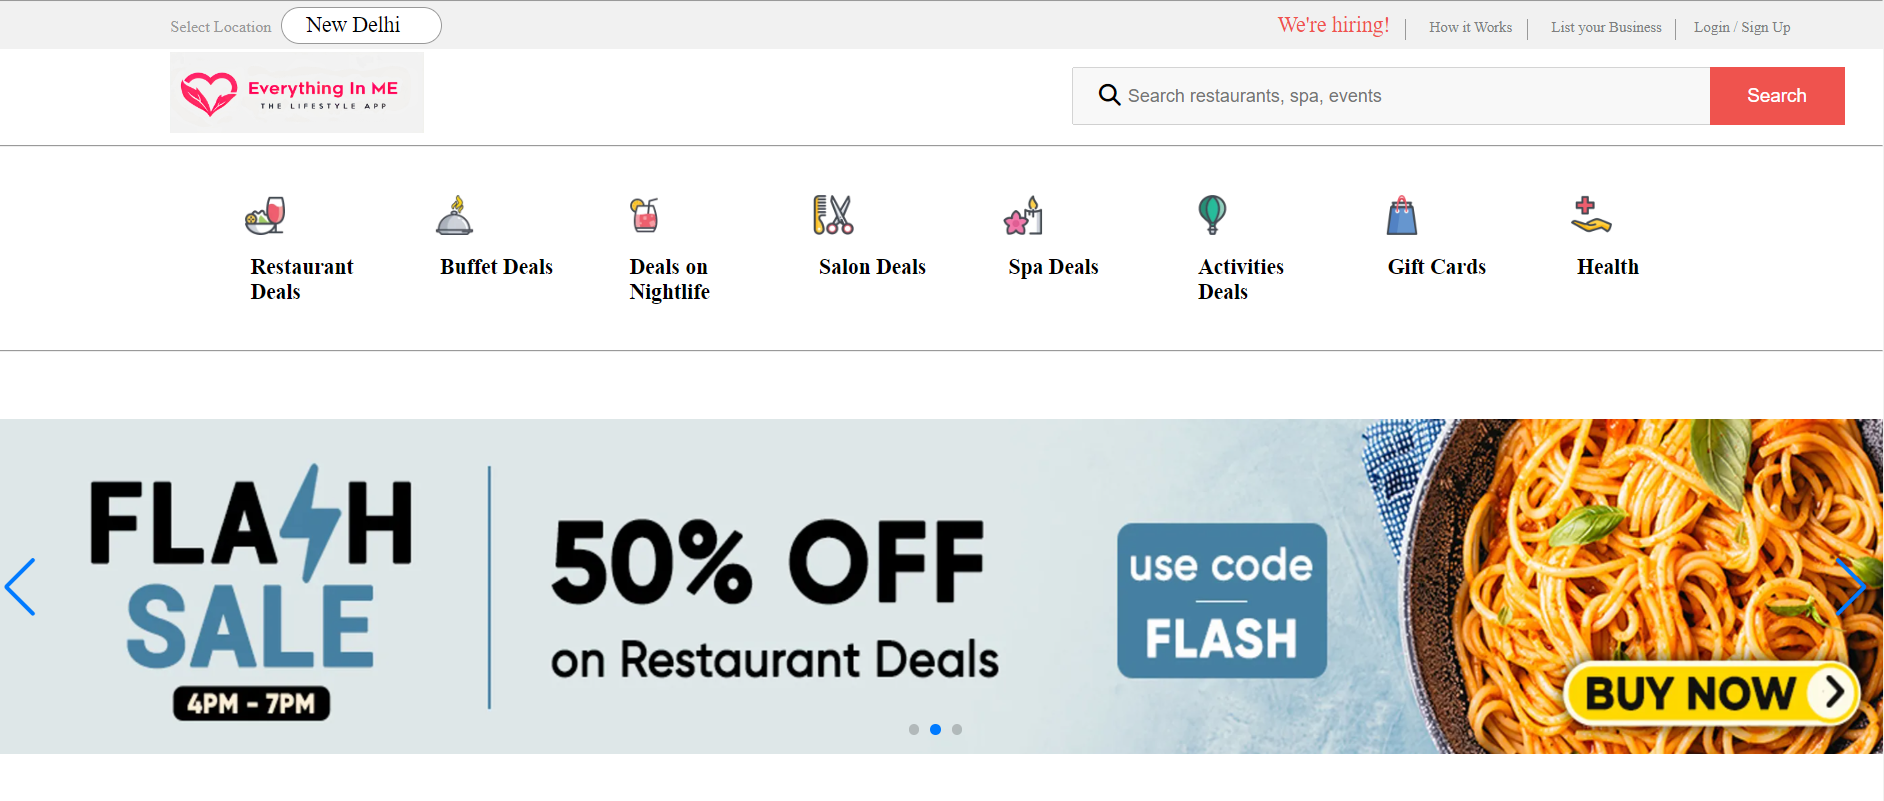 Select Location
New Delhi
We're hiring!
How it Works
List your Business
Login / Sign Up
Everything In ME
THE LIFESTYLE APP
Search restaurants, spa, events
Search
Restaurant
Deals
Buffet Deals
Deals on
Nightlife
Salon Deals
Spa Deals
Activities
Deals
Gift Cards
Health
FLASH
SALE
4PM - 7PM
50% OFF
on Restaurant Deals
use code
FLASH
BUY NOW